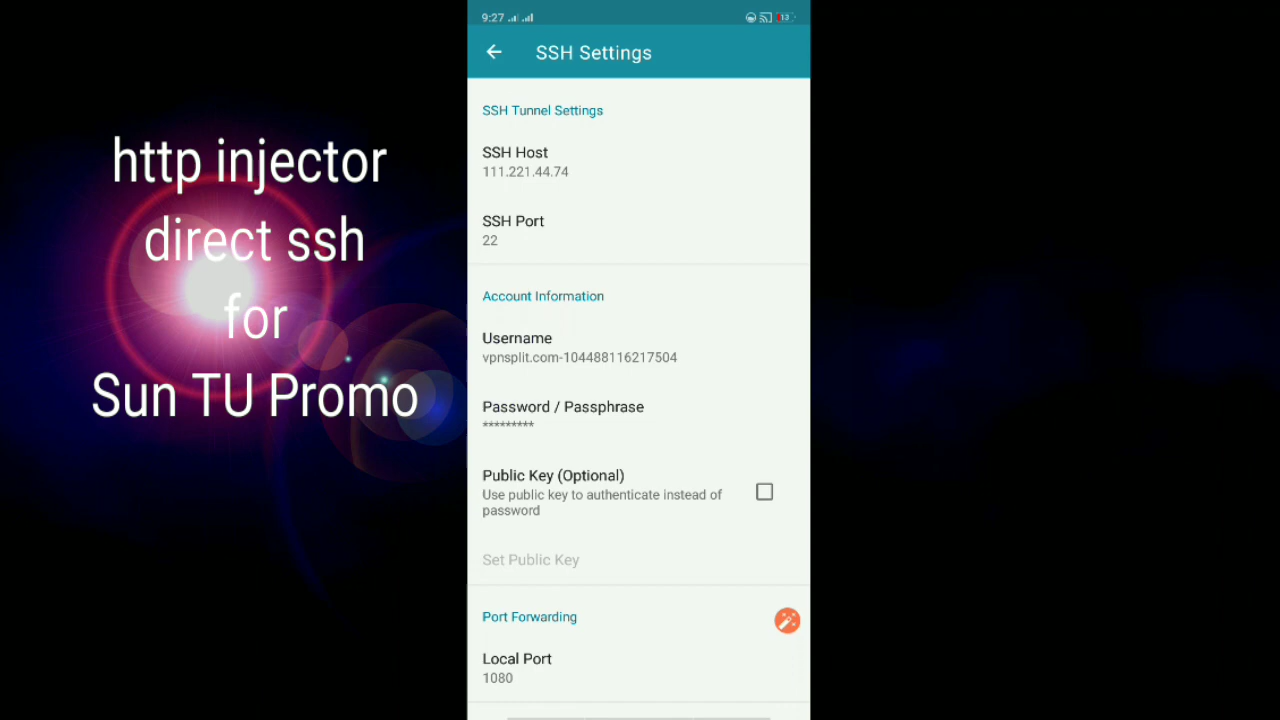 http injector
direct ssh
for
Sun TU Promo
9:27
13
SSH Settings
SSH Tunnel Settings
SSH Host
111.221.44.74
SSH Port
22
Account Information
Username
vpnsplit.com-104488116217504
Password / Passphrase
*********
Public Key (Optional)
Use public key to authenticate instead of
password
Set Public Key
Port Forwarding
Local Port
1080